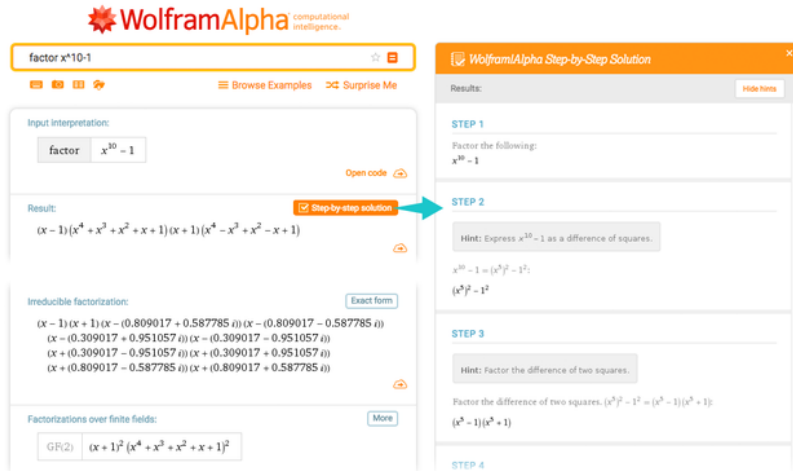 WolframAlpha computational intelligence.
factor x^10-1
Browse Examples Surprise Me
Input interpretation:
factor x¹⁰ − 1
Open code
Result:
Step-by-step solution
(x − 1) (x⁴ + x³ + x² + x + 1) (x + 1) (x⁴ − x³ + x² − x + 1)
Irreducible factorization:
Exact form
(x − 1) (x + 1) (x − (0.809017 + 0.587785 i)) (x − (0.809017 − 0.587785 i))
(x − (0.309017 + 0.951057 i)) (x − (0.309017 − 0.951057 i))
(x + (0.309017 − 0.951057 i)) (x + (0.309017 + 0.951057 i))
(x + (0.809017 − 0.587785 i)) (x + (0.809017 + 0.587785 i))
Factorizations over finite fields:
More
GF(2) (x + 1)² (x⁴ + x³ + x² + x + 1)²
WolframlAlpha Step-by-Step Solution
×
Results:
Hide hints
STEP 1
Factor the following:
x¹⁰ − 1
STEP 2
Hint: Express x¹⁰ − 1 as a difference of squares.
x¹⁰ − 1 = (x⁵)² − 1²:
(x⁵)² − 1²
STEP 3
Hint: Factor the difference of two squares.
Factor the difference of two squares. (x⁵)² − 1² = (x⁵ − 1) (x⁵ + 1):
(x⁵ − 1) (x⁵ + 1)
STEP 4